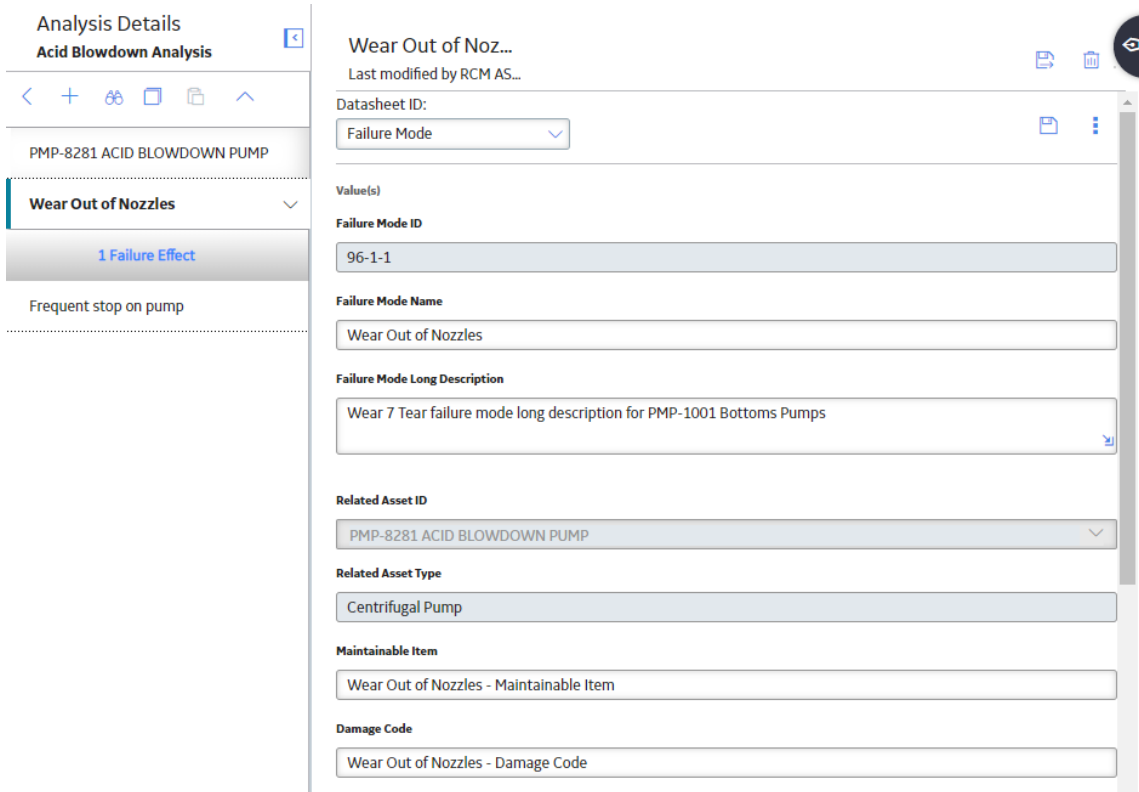 Analysis Details
Acid Blowdown Analysis
PMP-8281 ACID BLOWDOWN PUMP
Wear Out of Nozzles
1 Failure Effect
Frequent stop on pump
Wear Out of Noz...
Last modified by RCM AS...
Datasheet ID:
Failure Mode
Value(s)
Failure Mode ID
96-1-1
Failure Mode Name
Wear Out of Nozzles
Failure Mode Long Description
Wear 7 Tear failure mode long description for PMP-1001 Bottoms Pumps
Related Asset ID
PMP-8281 ACID BLOWDOWN PUMP
Related Asset Type
Centrifugal Pump
Maintainable Item
Wear Out of Nozzles - Maintainable Item
Damage Code
Wear Out of Nozzles - Damage Code